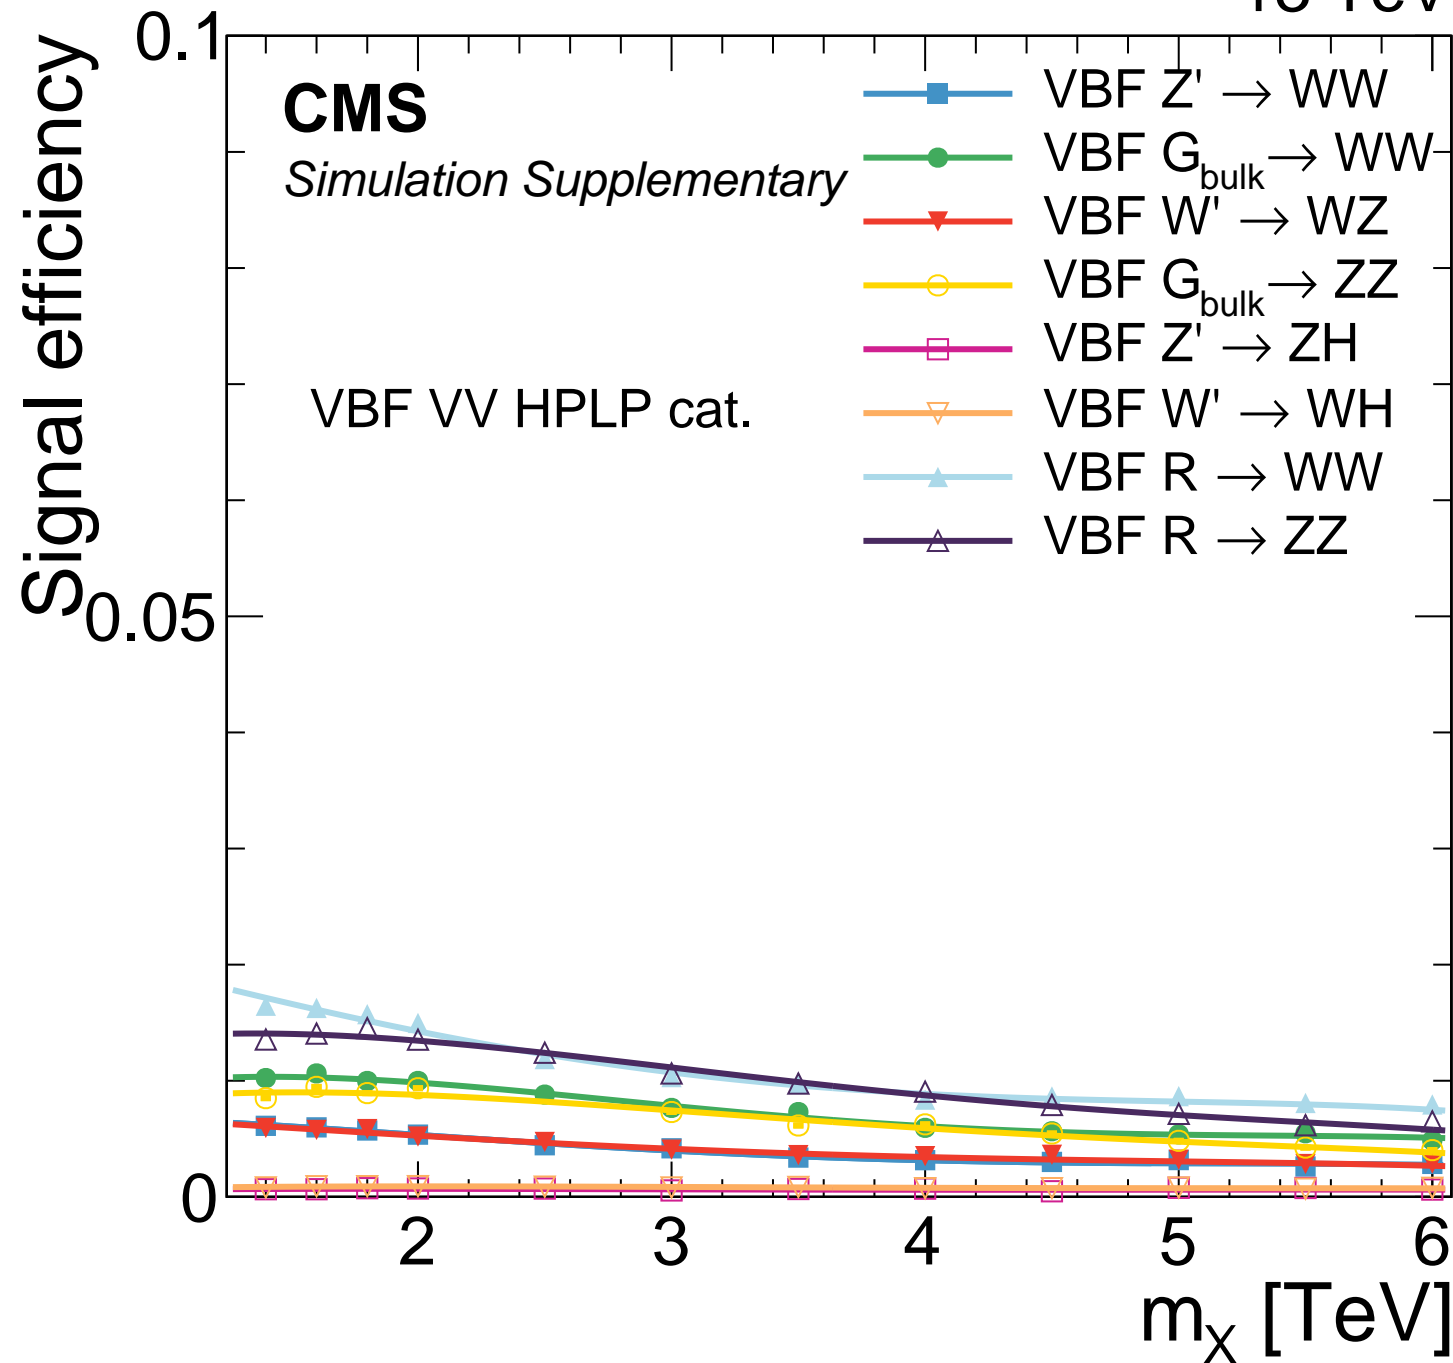 13 TeV
0.1
CMS
Simulation Supplementary
VBF Z' → WW
VBF G_bulk → WW
VBF W' → WZ
VBF G_bulk → ZZ
VBF Z' → ZH
VBF W' → WH
VBF R → WW
VBF R → ZZ
VBF VV HPLP cat.
Signal efficiency
0.05
0
2 3 4 5 6
m_X [TeV]